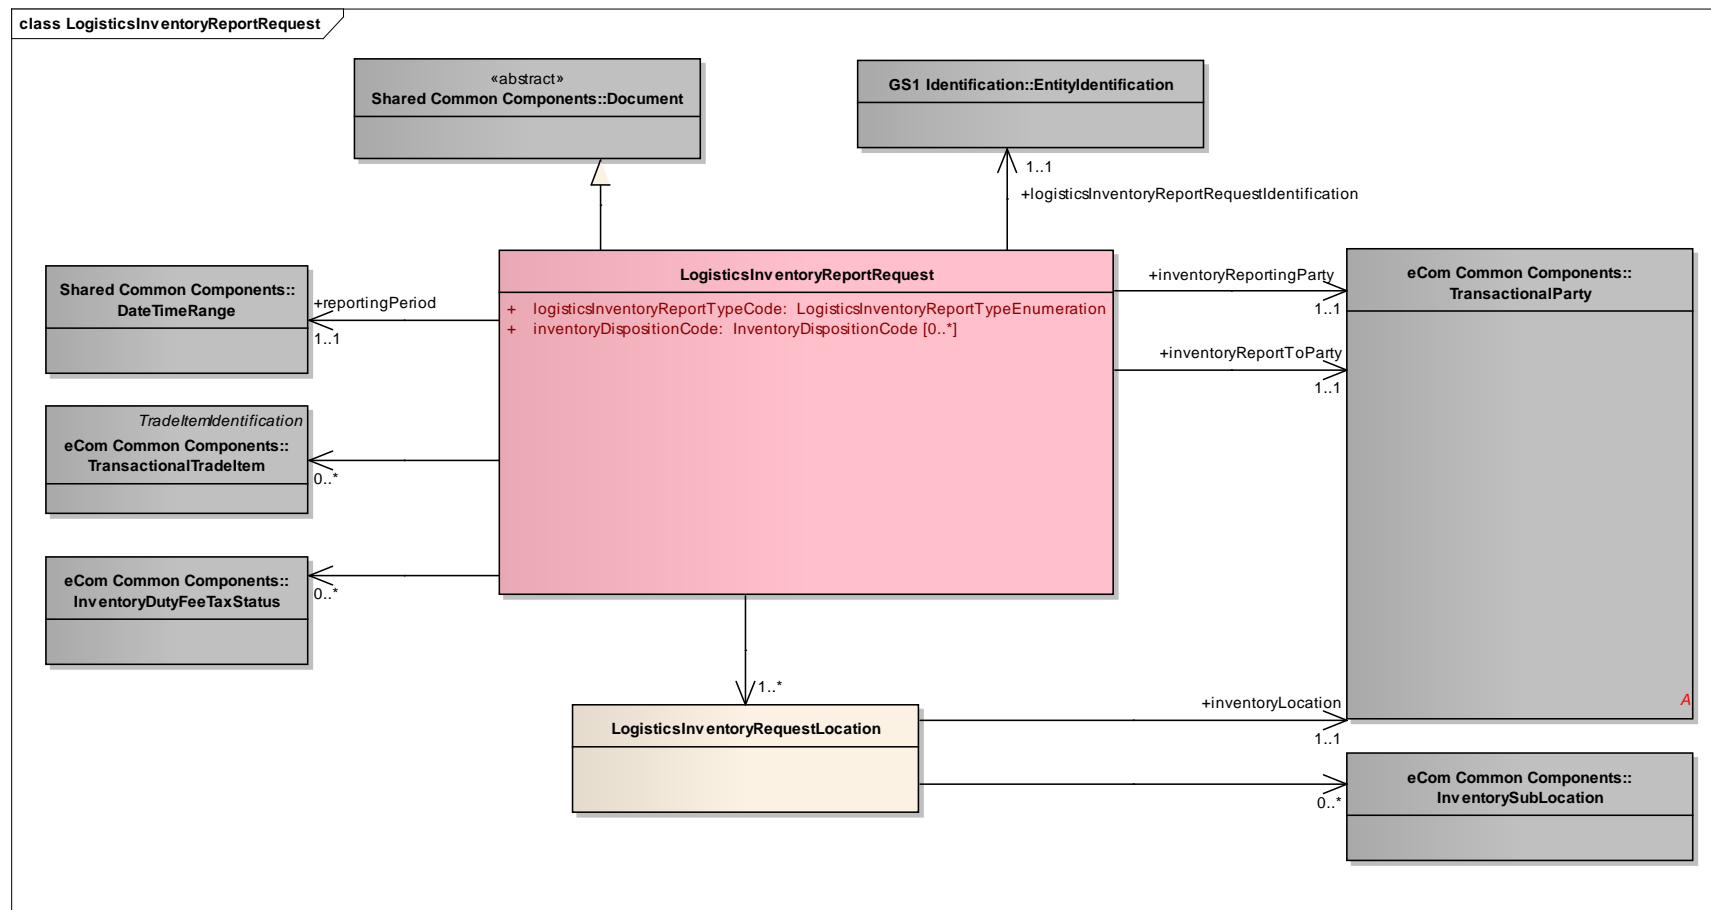 class LogisticsInventoryReportRequest
«abstract»
Shared Common Components::Document
GS1 Identification::EntityIdentification
1..1
+logisticsInventoryReportRequestIdentification
LogisticsInventoryReportRequest
+ logisticsInventoryReportTypeCode: LogisticsInventoryReportTypeEnumeration
+ inventoryDispositionCode: InventoryDispositionCode [0..*]
Shared Common Components::
DateTimeRange
+reportingPeriod
1..1
+inventoryReportingParty
1..1
eCom Common Components::
TransactionalParty
+inventoryReportToParty
1..1
TradeItemIdentification
eCom Common Components::
TransactionalTradeItem
0..*
eCom Common Components::
InventoryDutyFeeTaxStatus
0..*
1..*
LogisticsInventoryRequestLocation
+inventoryLocation
1..1
A
0..*
eCom Common Components::
InventorySubLocation